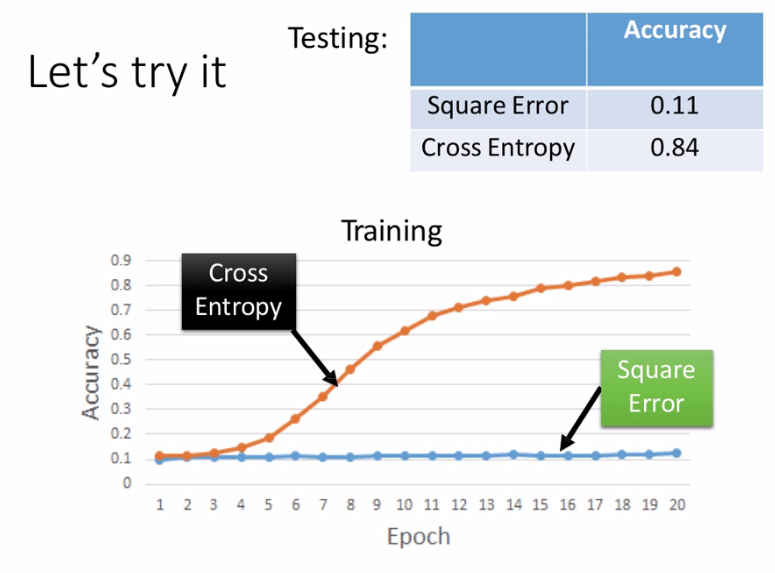 Let's try it
Testing:
Accuracy
Square Error 0.11
Cross Entropy 0.84
Training
Cross
Entropy
Square
Error
Accuracy
0.9
0.8
0.7
0.6
0.5
0.4
0.3
0.2
0.1
0
1 2 3 4 5 6 7 8 9 10 11 12 13 14 15 16 17 18 19 20
Epoch